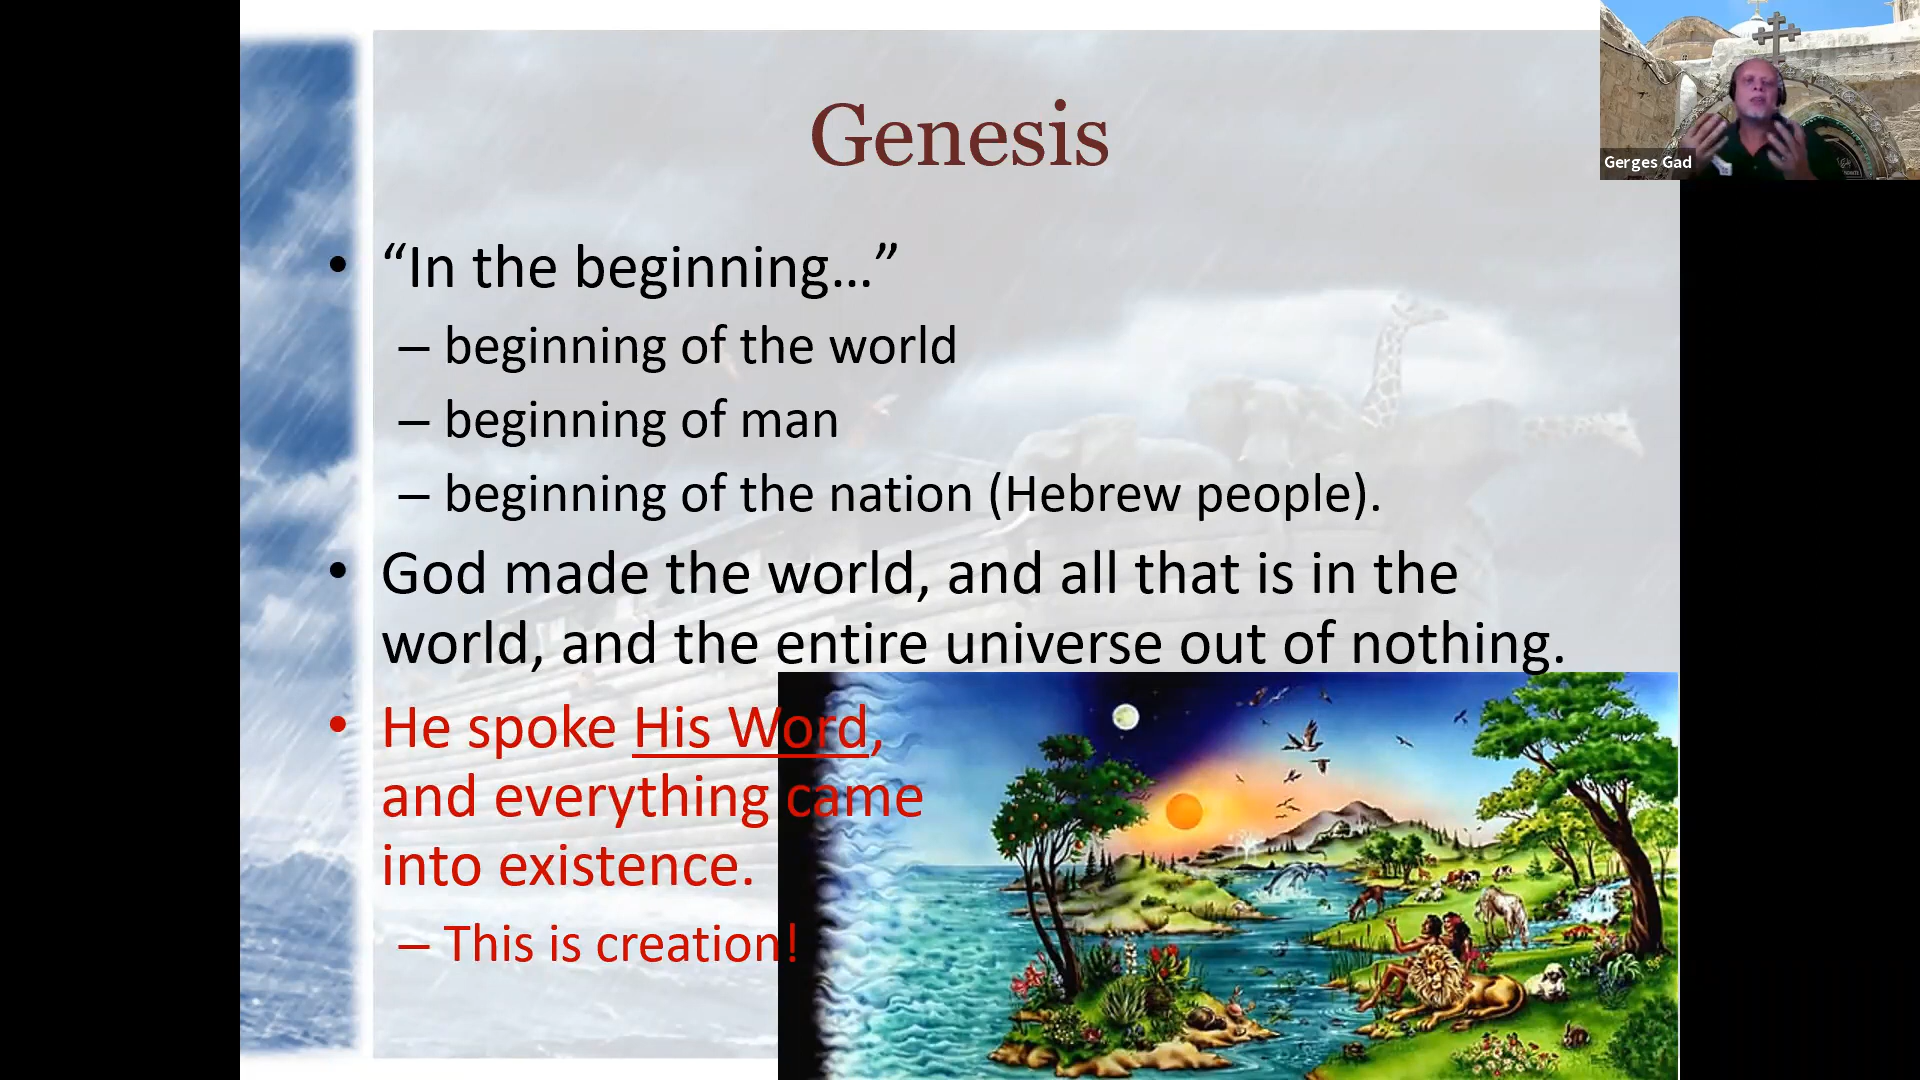 Genesis
• “In the beginning…”
– beginning of the world
– beginning of man
– beginning of the nation (Hebrew people).
• God made the world, and all that is in the
world, and the entire universe out of nothing.
• He spoke His Word,
and everything came
into existence.
– This is creation!
Gerges Gad